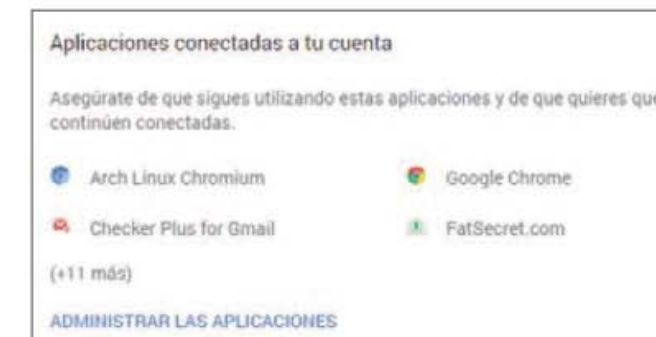 Aplicaciones conectadas a tu cuenta
Asegúrate de que sigues utilizando estas aplicaciones y de que quieres que
continúen conectadas.
Arch Linux Chromium
Google Chrome
Checker Plus for Gmail
FatSecret.com
(+11 más)
ADMINISTRAR LAS APLICACIONES